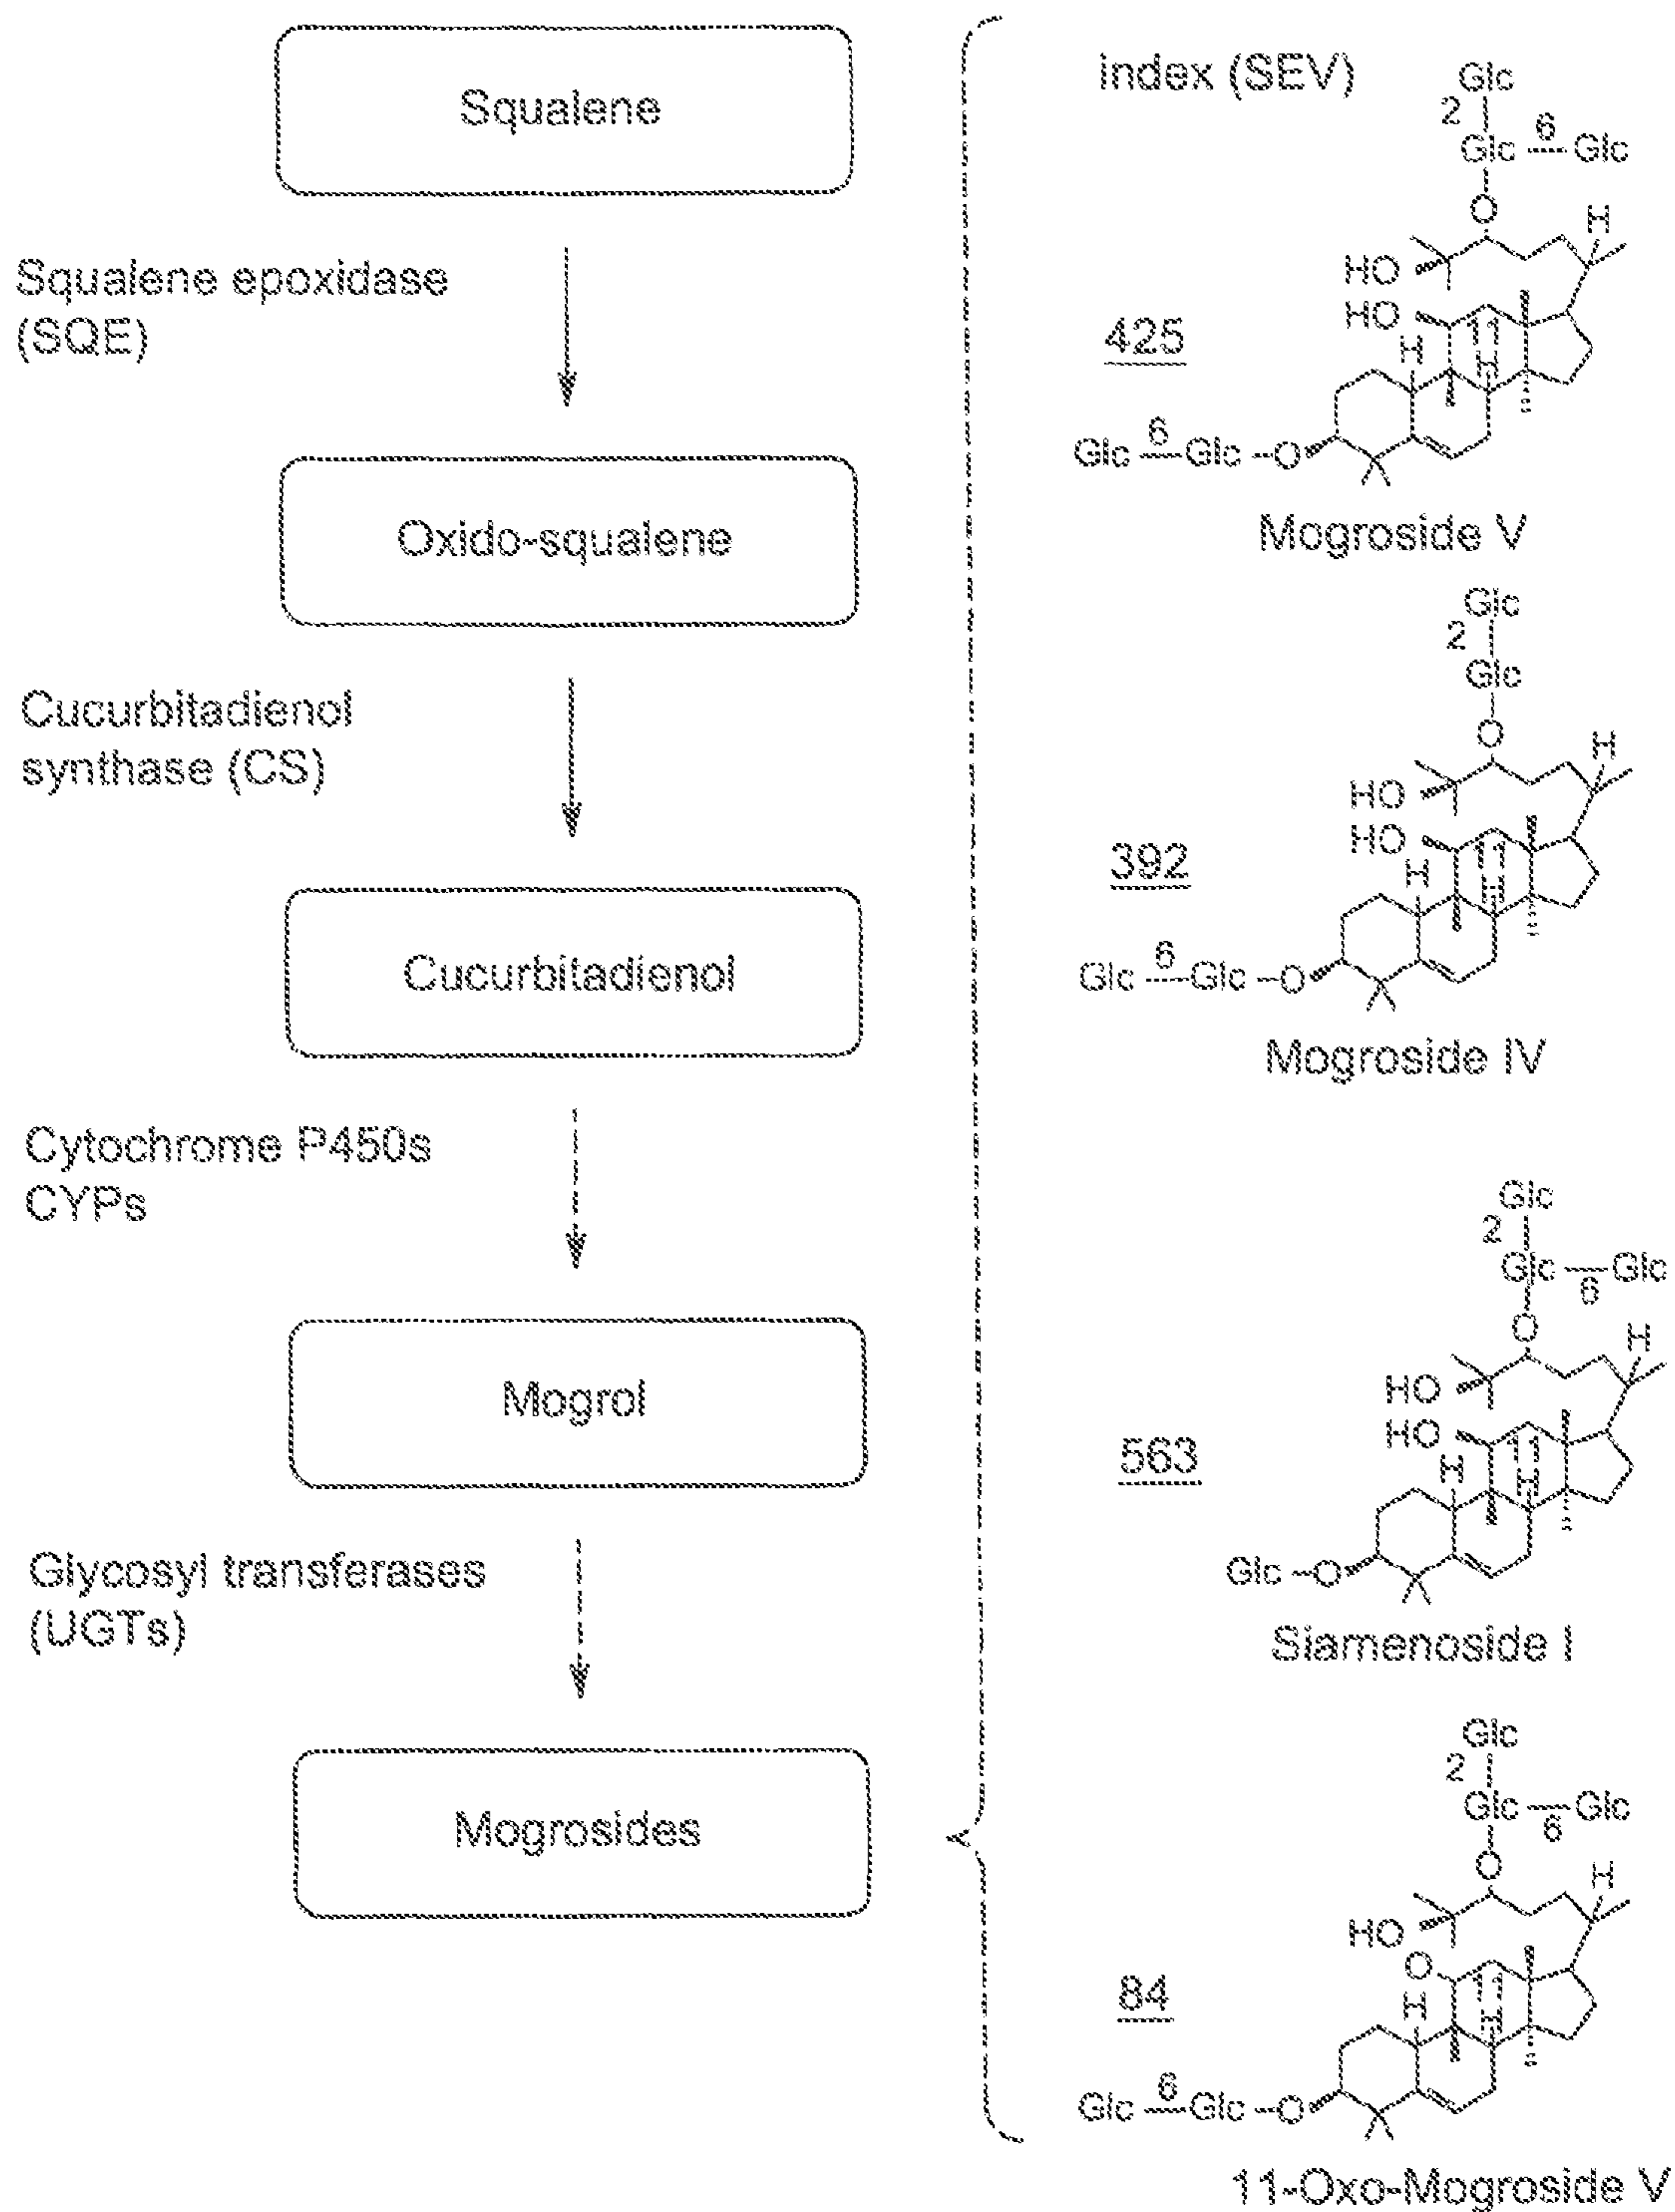 Squalene
Squalene epoxidase
(SQE)
Oxido-squalene
Cucurbitadienol
synthase (CS)
Cucurbitadienol
Cytochrome P450s
CYPs
Mogrol
Glycosyl transferases
(UGTs)
Mogrosides
index (SEV)
Glc
2
Glc 6 Glc
O
H
HO
HO 11
H H
425
Glc 6 Glc O
Mogroside V
Glc
2
Glc
O
H
HO
HO 11
H H
392
Glc 6 Glc O
Mogroside IV
Glc
2
Glc 6 Glc
O
H
HO
HO 11
H H
563
Glc O
Siamenoside I
Glc
2
Glc 6 Glc
O
H
HO
O 11
H H
84
Glc 6 Glc O
11-Oxo-Mogroside V